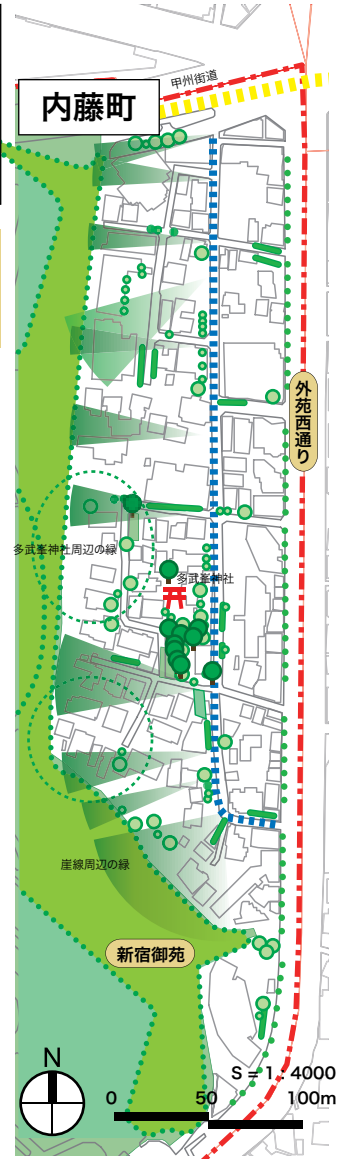 甲州街道
内藤町
外苑西通り
多武峯神社周辺の緑
多武峯神社
崖線周辺の緑
新宿御苑
N
S = 1 : 4000
0 50 100m